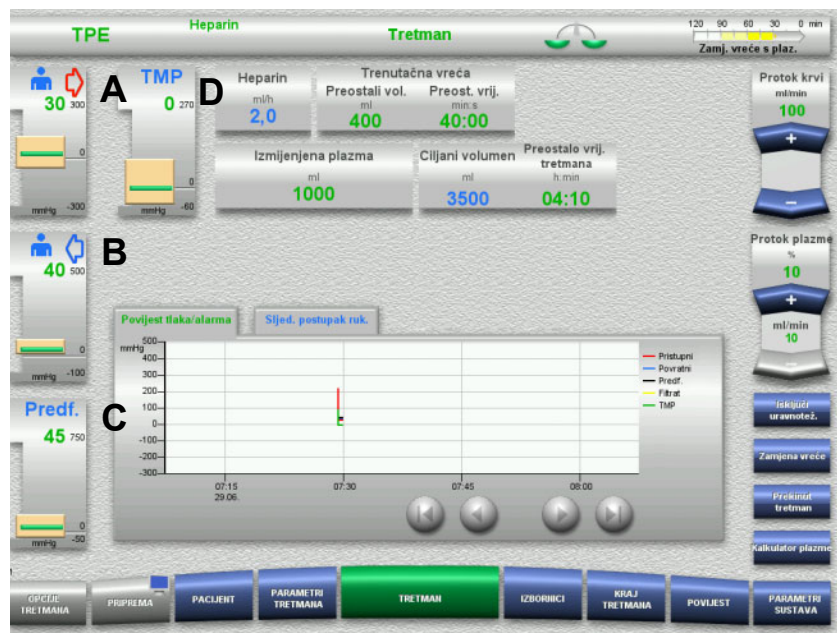 TPE
Heparin
Tretman
120 90 60 30 0 min
Zamj. vreće s plaz.
30 300
0
mmHg -300
A
TMP
0 270
0
mmHg -60
D
Heparin
ml/h
2,0
Trenutačna vreća
Preostali vol.
ml
400
Preost. vrij.
min:s
40:00
Izmijenjena plazma
ml
1000
Ciljani volumen
ml
3500
Preostalo vrij.
tretmana
h:min
04:10
Protok krvi
ml/min
100
+
−
40 500
0
mmHg -100
B
Protok plazme
%
10
+
ml/min
10
−
Povijest tlaka/alarma
Sljed. postupak ruk.
mmHg
500
400
300
200
100
0
-100
-200
-300
07:15
29.06.
07:30
07:45
08:00
Pristupni
Povratni
Predf.
Filtrat
TMP
Predf.
45 750
0
mmHg -50
C
Isključi
uravnotež.
Zamjena vreće
Prekinut
tretman
Kalkulator plazme
OPCIJE
TRETMANA
PRIPREMA
PACIJENT
PARAMETRI
TRETMANA
TRETMAN
IZBORNICI
KRAJ
TRETMANA
POVIJEST
PARAMETRI
SUSTAVA